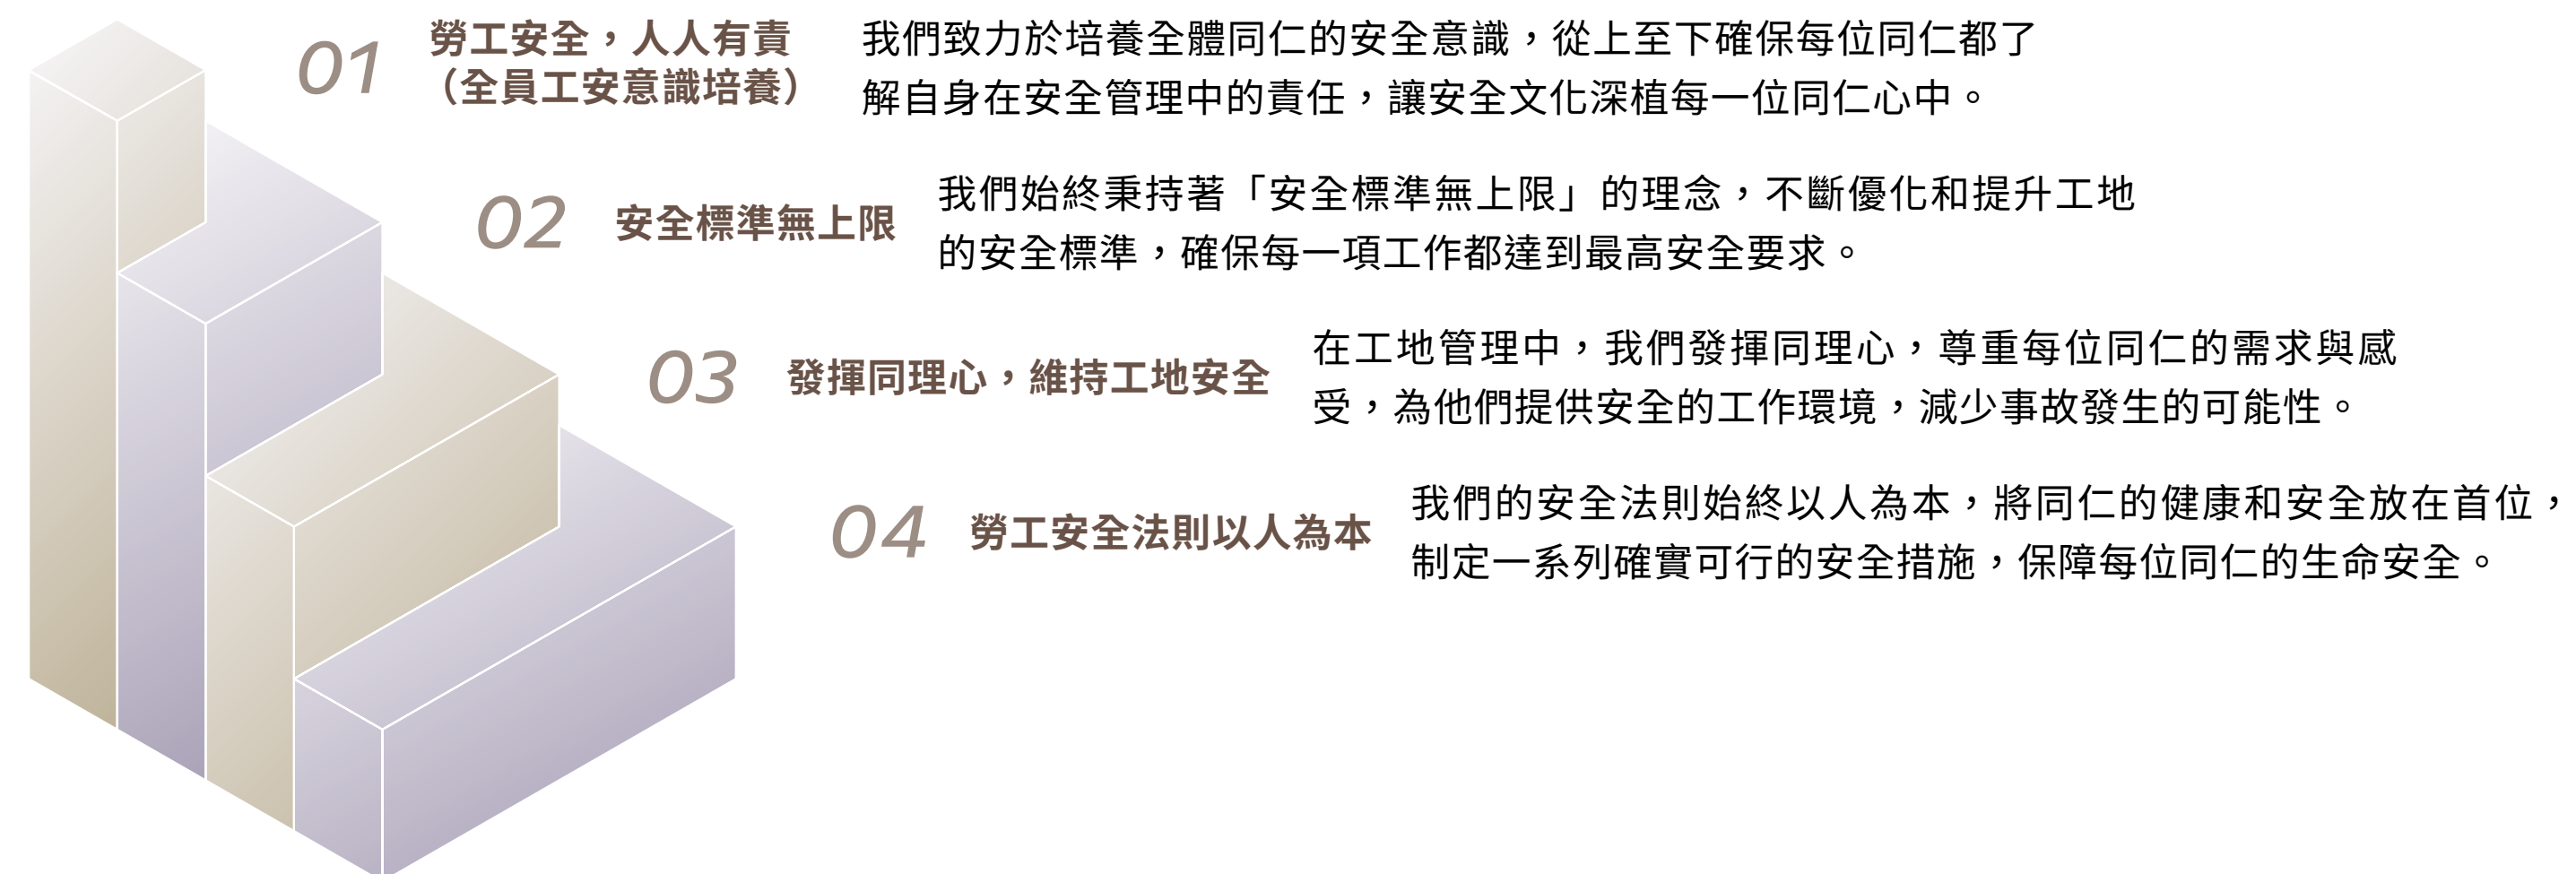 01
勞工安全，人人有責
（全員工安意識培養）
我們致力於培養全體同仁的安全意識，從上至下確保每位同仁都了
解自身在安全管理中的責任，讓安全文化深植每一位同仁心中。
02
安全標準無上限
我們始終秉持著「安全標準無上限」的理念，不斷優化和提升工地
的安全標準，確保每一項工作都達到最高安全要求。
03
發揮同理心，維持工地安全
在工地管理中，我們發揮同理心，尊重每位同仁的需求與感
受，為他們提供安全的工作環境，減少事故發生的可能性。
04
勞工安全法則以人為本
我們的安全法則始終以人為本，將同仁的健康和安全放在首位，
制定一系列確實可行的安全措施，保障每位同仁的生命安全。